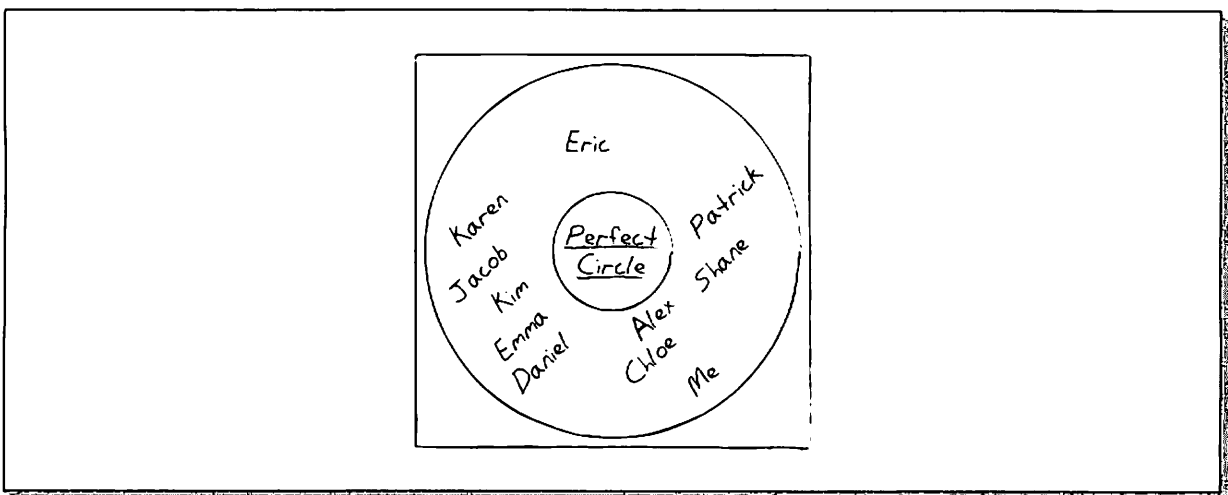 Eric
Karen
Jacob
Kim
Emma
Daniel
Perfect
Circle
Patrick
Shane
Alex
Chloe
Me